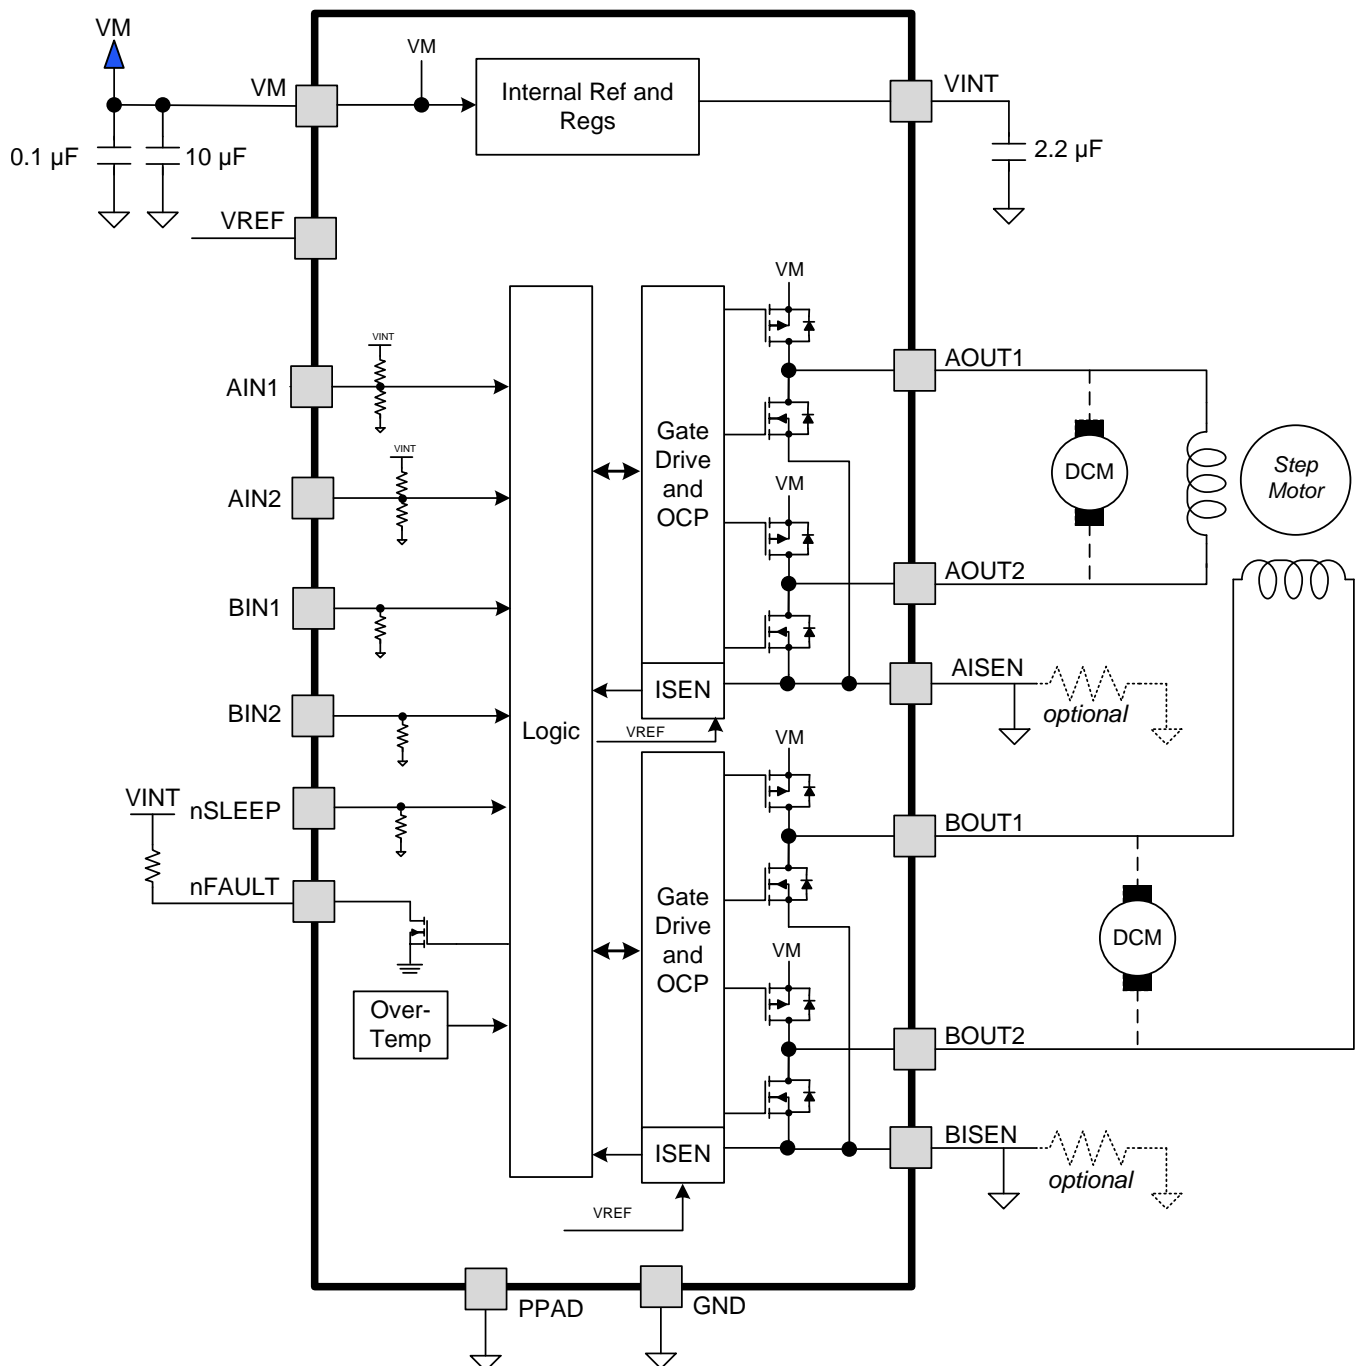 VM
VM
VM
Internal Ref and
Regs
VINT
0.1 µF
10 µF
2.2 µF
VREF
VM
VINT
AIN1
AOUT1
Gate
Drive
and
OCP
VINT
AIN2
VM
DCM
Step
Motor
AOUT2
BIN1
ISEN
AISEN
optional
BIN2
Logic
VREF
VM
VINT
nSLEEP
BOUT1
nFAULT
Gate
Drive
and
OCP
VM
DCM
Over-
Temp
BOUT2
ISEN
BISEN
optional
VREF
PPAD
GND